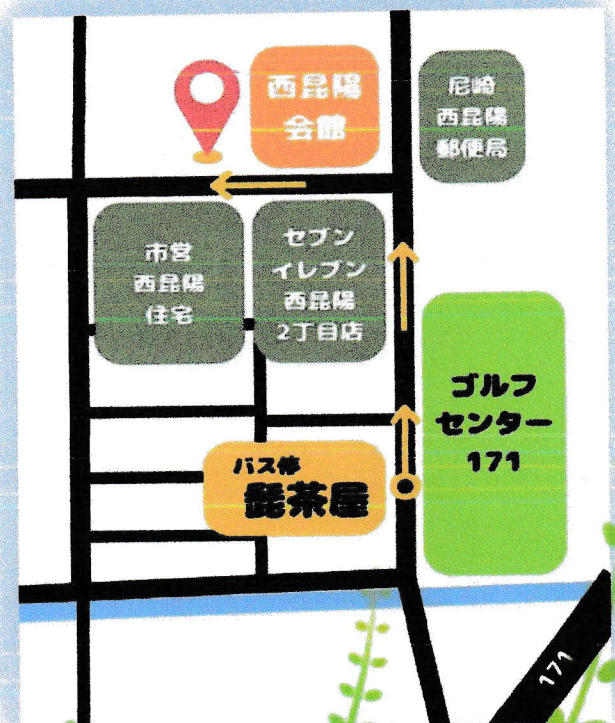 西昆陽
会館
尼崎
西昆陽
郵便局
市営
西昆陽
住宅
セブン
イレブン
西昆陽
2丁目店
ゴルフ
センター
171
バス停
髭茶屋
171